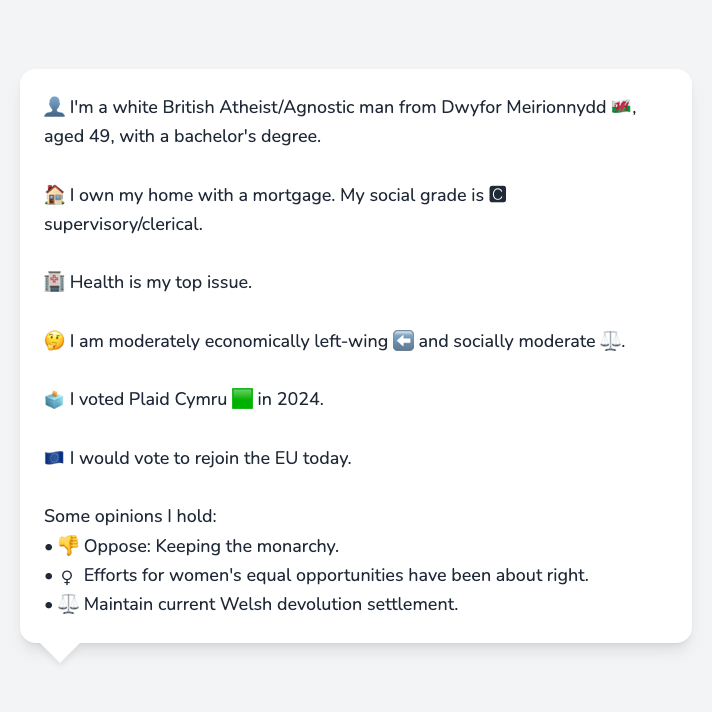 👤 I'm a white British Atheist/Agnostic man from Dwyfor Meirionnydd 🏴󠁧󠁢󠁷󠁬󠁳󠁿,
aged 49, with a bachelor's degree.
🏠 I own my home with a mortgage. My social grade is 🅲
supervisory/clerical.
🏥 Health is my top issue.
🤔 I am moderately economically left-wing ⬅️ and socially moderate ⚖️.
🗳️ I voted Plaid Cymru 🟩 in 2024.
🇪🇺 I would vote to rejoin the EU today.
Some opinions I hold:
• 👎 Oppose: Keeping the monarchy.
• ♀ Efforts for women's equal opportunities have been about right.
• ⚖️ Maintain current Welsh devolution settlement.